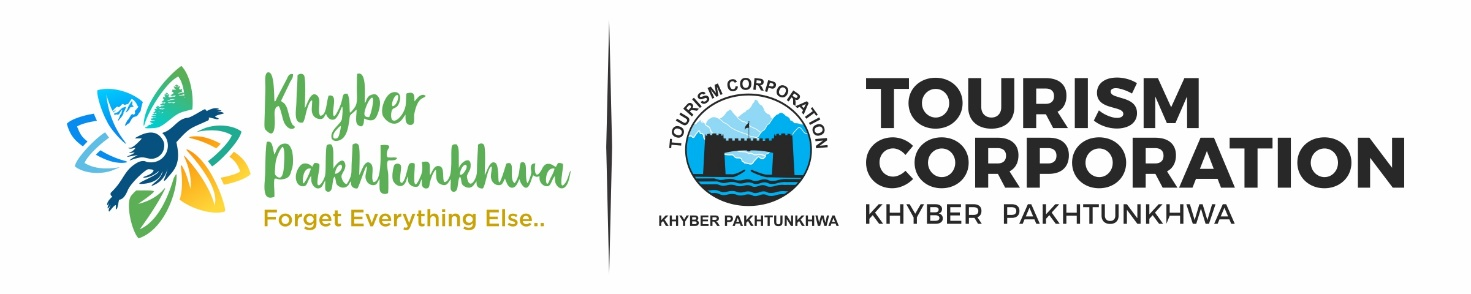 Khyber
Pakhtunkhwa
Forget Everything Else..
TOURISM CORPORATION
KHYBER PAKHTUNKHWA
TOURISM
CORPORATION
KHYBER PAKHTUNKHWA